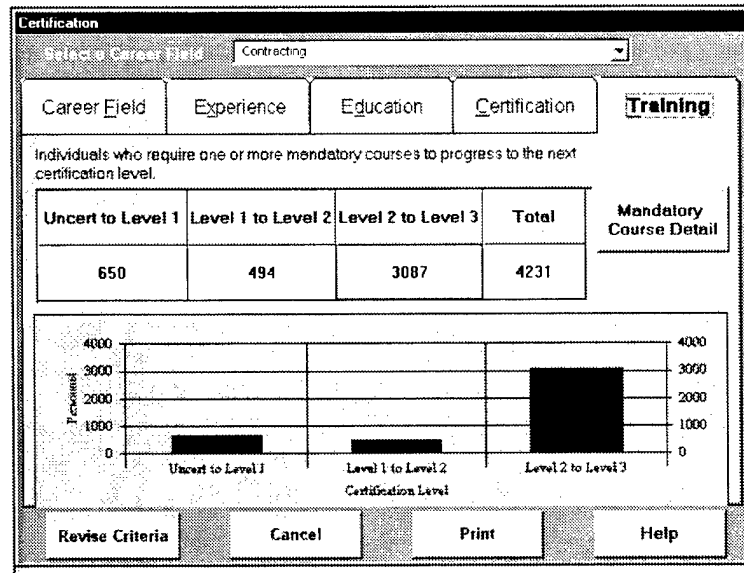 Certification
Select a Career Field Contracting
Career Field Experience Education Certification Training
Individuals who require one or more mandatory courses to progress to the next
certification level.
Uncert to Level 1 Level 1 to Level 2 Level 2 to Level 3 Total
650 494 3087 4231
Mandatory
Course Detail
4000 4000
3000 3000
2000 2000
1000 1000
0 0
Personnel
Uncert to Level 1 Level 1 to Level 2 Level 2 to Level 3
Certification Level
Revise Criteria Cancel Print Help